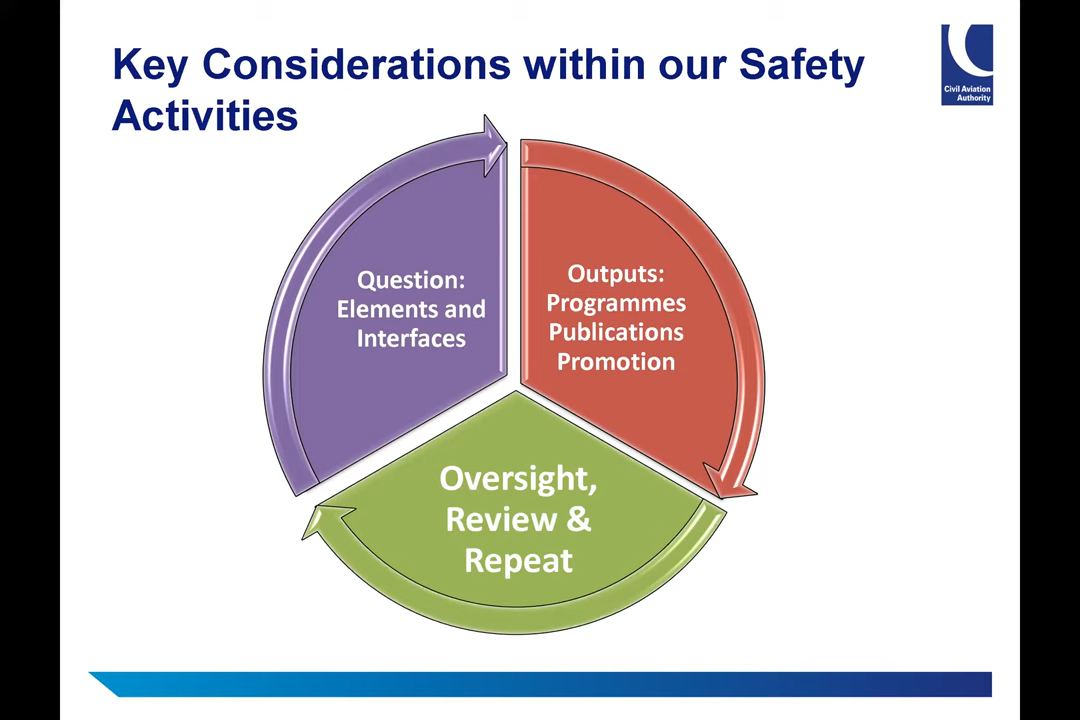 Key Considerations within our Safety
Activities
Civil Aviation
Authority
Question:
Elements and
Interfaces
Outputs:
Programmes
Publications
Promotion
Oversight,
Review &
Repeat